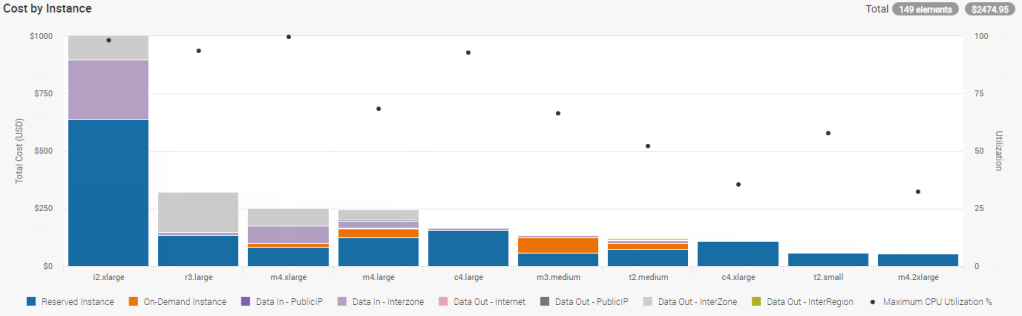 Cost by Instance
Total 149 elements $2474.95
$1000 100
$750 75
$500 50
$250 25
$0 0
Total Cost (USD)
Utilization
i2.xlarge r3.large m4.xlarge m4.large c4.large m3.medium t2.medium c4.xlarge t2.small m4.2xlarge
Reserved Instance On-Demand Instance Data In - PublicIP Data In - Interzone Data Out - Internet Data Out - PublicIP Data Out - InterZone Data Out - InterRegion Maximum CPU Utilization %